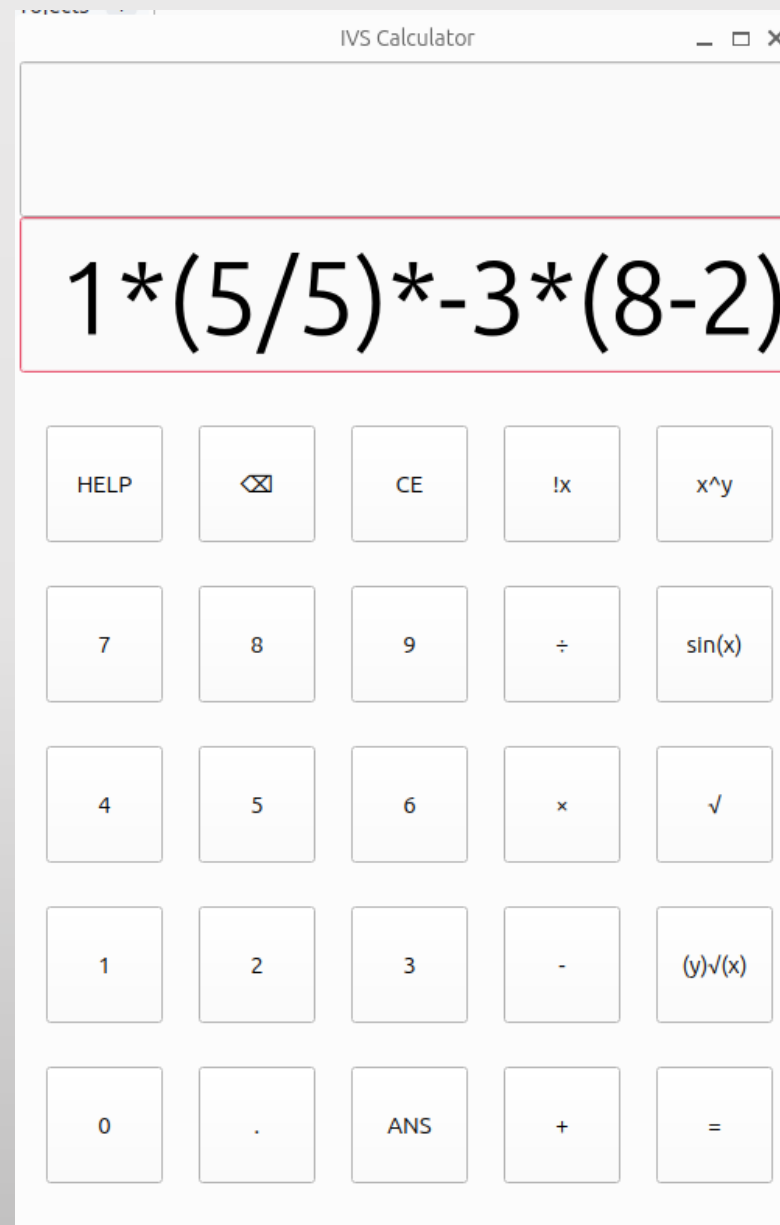 IVS Calculator
1*(5/5)*-3*(8-2)
HELP ⌫ CE !x x^y
7 8 9 ÷ sin(x)
4 5 6 × √
1 2 3 - (y)√(x)
0 . ANS + =